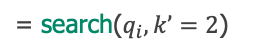 = search(qᵢ, k’ = 2)